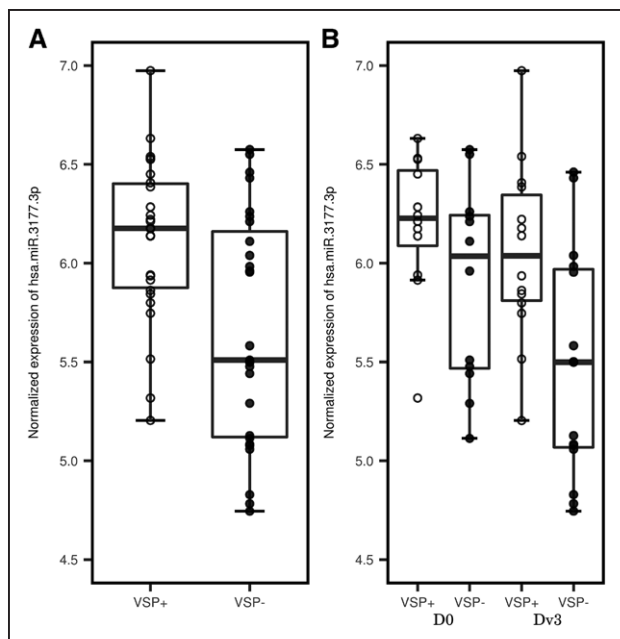 A
B
Normalized expression of hsa.miR.3177.3p
7.0
6.5
6.0
5.5
5.0
4.5
VSP+
VSP-
Normalized expression of hsa.miR.3177.3p
7.0
6.5
6.0
5.5
5.0
4.5
VSP+
VSP-
VSP+
VSP-
D0
Dv3